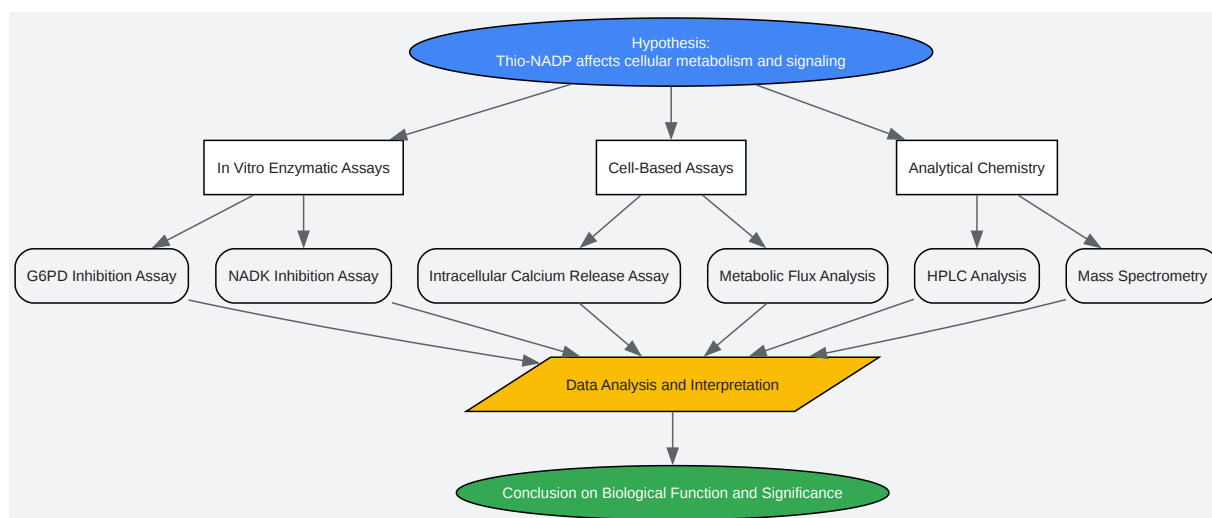 Hypothesis:
Thio-NADP affects cellular metabolism and signaling
In Vitro Enzymatic Assays
Cell-Based Assays
Analytical Chemistry
G6PD Inhibition Assay
NADK Inhibition Assay
Intracellular Calcium Release Assay
Metabolic Flux Analysis
HPLC Analysis
Mass Spectrometry
Data Analysis and Interpretation
Conclusion on Biological Function and Significance